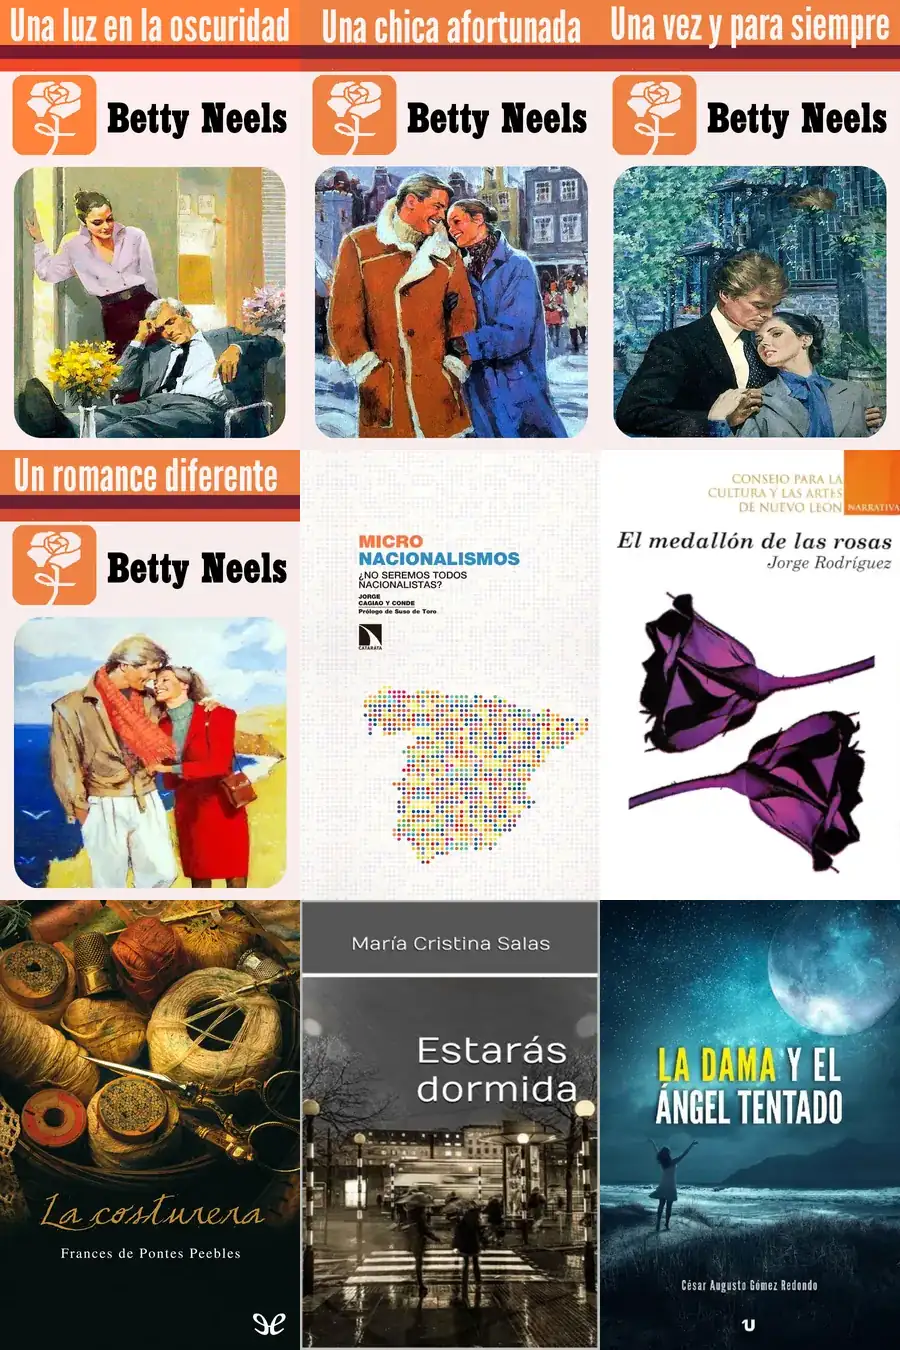 Una luz en la oscuridad
Betty Neels
Una chica afortunada
Betty Neels
Una vez y para siempre
Betty Neels
Un romance diferente
Betty Neels
MICRO
NACIONALISMOS
¿NO SEREMOS TODOS
NACIONALISTAS?
JORGE
CAGIAO Y CONDE
Prólogo de Suso de Toro
CATARATA
CONSEJO PARA LA
CULTURA Y LAS ARTES
DE NUEVO LEON
NARRATIVA
El medallón de las rosas
Jorge Rodríguez
La costurera
Frances de Pontes Peebles
María Cristina Salas
Estarás
dormida
LA DAMA Y EL
ÁNGEL TENTADO
César Augusto Gómez Redondo